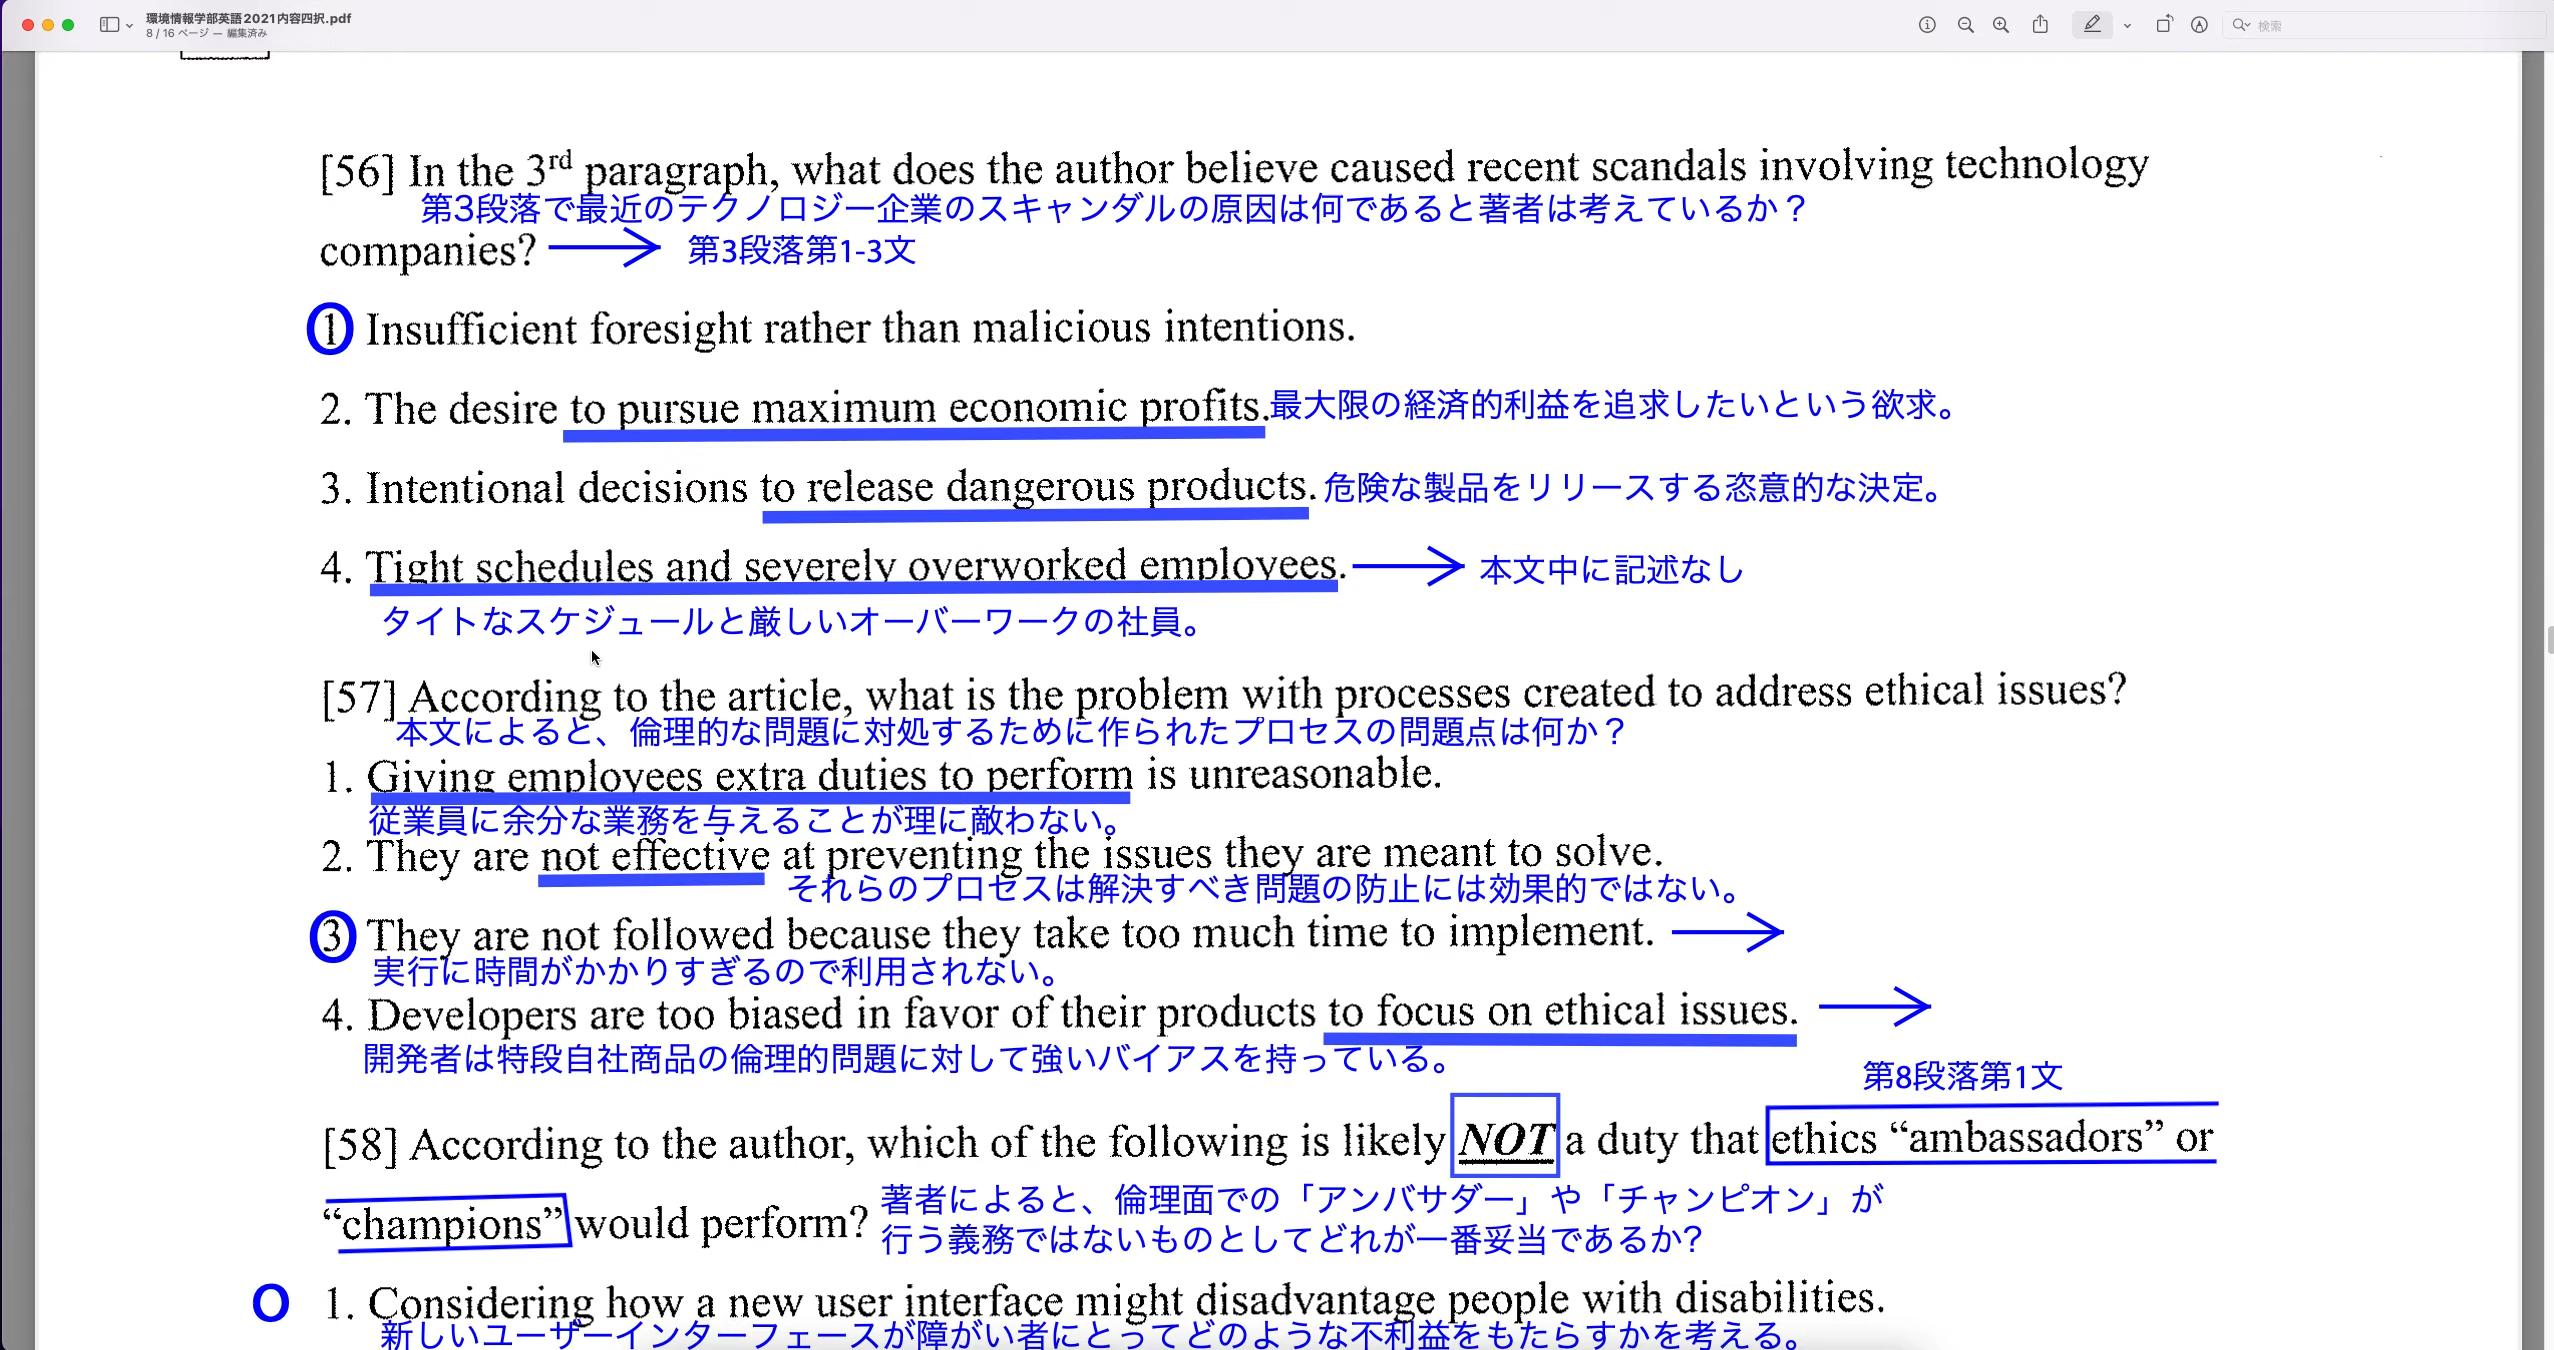 環境情報学部英語2021内容四択.pdf
8 / 16 ページ — 編集済み
検索
[56] In the 3rd paragraph, what does the author believe caused recent scandals involving technology
第3段落で最近のテクノロジー企業のスキャンダルの原因は何であると著者は考えているか？
companies? 第3段落第1-3文
1 Insufficient foresight rather than malicious intentions.
2. The desire to pursue maximum economic profits. 最大限の経済的利益を追求したいという欲求。
3. Intentional decisions to release dangerous products. 危険な製品をリリースする恣意的な決定。
4. Tight schedules and severely overworked employees. 本文中に記述なし
タイトなスケジュールと厳しいオーバーワークの社員。
[57] According to the article, what is the problem with processes created to address ethical issues?
本文によると、倫理的な問題に対処するために作られたプロセスの問題点は何か？
1. Giving employees extra duties to perform is unreasonable.
従業員に余分な業務を与えることが理に敵わない。
2. They are not effective at preventing the issues they are meant to solve.
それらのプロセスは解決すべき問題の防止には効果的ではない。
3 They are not followed because they take too much time to implement.
実行に時間がかかりすぎるので利用されない。
4. Developers are too biased in favor of their products to focus on ethical issues.
開発者は特段自社商品の倫理的問題に対して強いバイアスを持っている。
第8段落第1文
[58] According to the author, which of the following is likely NOT a duty that ethics “ambassadors” or
“champions” would perform? 著者によると、倫理面での「アンバサダー」や「チャンピオン」が
行う義務ではないものとしてどれが一番妥当であるか?
O 1. Considering how a new user interface might disadvantage people with disabilities.
新しいユーザーインターフェースが障がい者にとってどのような不利益をもたらすかを考える。